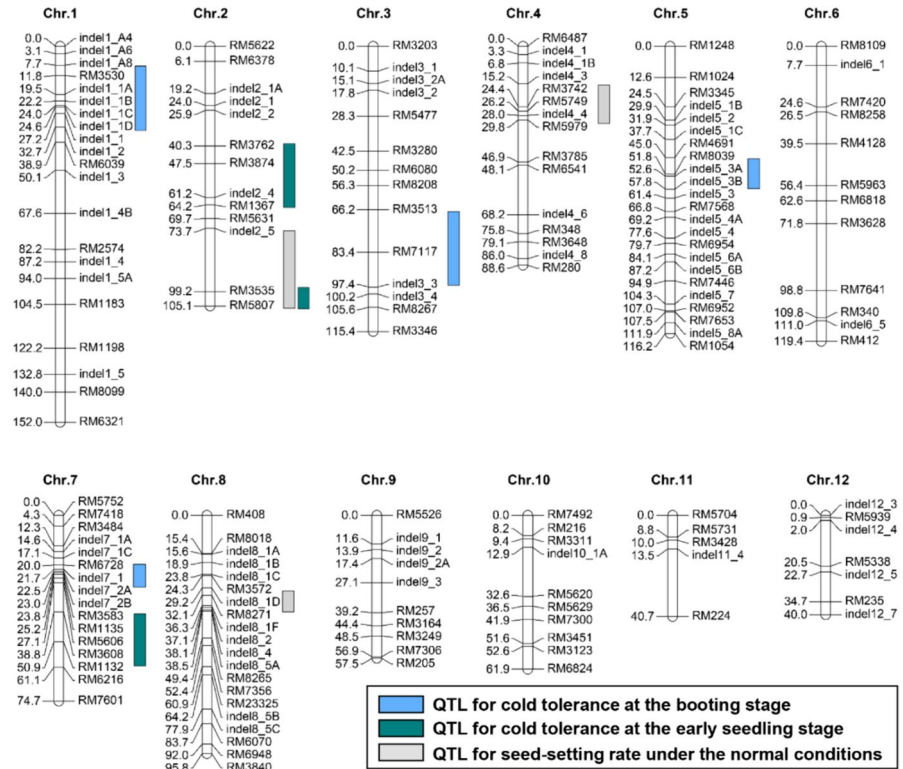 Chr.1
0.0 indel1_A4
3.1 indel1_A6
7.7 indel1_A8
11.8 RM3530
19.5 indel1_1A
22.2 indel1_1B
24.0 indel1_1C
24.6 indel1_1D
27.2 indel1_1
32.7 indel1_2
38.9 RM6039
50.1 indel1_3
67.6 indel1_4B
82.2 RM2574
87.2 indel1_4
94.0 indel1_5A
104.5 RM1183
122.2 RM1198
132.8 indel1_5
140.0 RM8099
152.0 RM6321
Chr.2
0.0 RM5622
6.1 RM6378
19.2 indel2_1A
24.0 indel2_1
25.9 indel2_2
40.3 RM3762
47.5 RM3874
61.2 indel2_4
64.2 RM1367
69.7 RM5631
73.7 indel2_5
99.2 RM3535
105.1 RM5807
Chr.3
0.0 RM3203
10.1 indel3_1
15.1 indel3_2A
17.8 indel3_2
28.3 RM5477
42.5 RM3280
50.2 RM6080
56.3 RM8208
66.2 RM3513
83.4 RM7117
97.4 indel3_3
100.2 indel3_4
105.6 RM8267
115.4 RM3346
Chr.4
0.0 RM6487
3.3 indel4_1
6.8 indel4_1B
15.2 indel4_3
24.4 RM3742
26.2 RM5749
28.0 indel4_4
29.8 RM5979
46.9 RM3785
48.1 RM6541
68.2 indel4_6
75.8 RM348
79.1 RM3648
86.0 indel4_8
88.6 RM280
Chr.5
0.0 RM1248
12.6 RM1024
24.5 RM3345
29.9 indel5_1B
31.9 indel5_2
37.7 indel5_1C
45.0 RM4691
51.8 RM8039
52.6 indel5_3A
57.8 indel5_3B
61.4 indel5_3
66.8 RM7568
69.2 indel5_4A
77.6 indel5_4
79.7 RM6954
84.1 indel5_6A
87.2 indel5_6B
94.9 RM7446
104.3 indel5_7
107.0 RM6952
107.5 RM7653
111.9 indel5_8A
116.2 RM1054
Chr.6
0.0 RM8109
7.7 indel6_1
24.6 RM7420
26.5 RM8258
39.5 RM4128
56.4 RM5963
62.6 RM6818
71.8 RM3628
98.8 RM7641
109.8 RM340
111.0 indel6_5
119.4 RM412
Chr.7
0.0 RM5752
4.3 RM7418
12.3 RM3484
14.6 indel7_1A
17.1 indel7_1C
20.0 RM6728
21.7 indel7_1
22.5 indel7_2A
23.0 indel7_2B
23.8 RM3583
25.2 RM1135
27.1 RM5606
38.8 RM3608
50.9 RM1132
61.1 RM6216
74.7 RM7601
Chr.8
0.0 RM408
15.4 RM8018
15.6 indel8_1A
18.9 indel8_1B
23.8 indel8_1C
24.3 RM3572
29.2 indel8_1D
32.1 RM8271
36.3 indel8_1F
37.1 indel8_2
38.1 indel8_4
38.5 indel8_5A
49.4 RM8265
52.4 RM7356
60.9 RM23325
64.2 indel8_5B
77.9 indel8_5C
83.7 RM6070
92.0 RM6948
95.8 RM3840
Chr.9
0.0 RM5526
11.6 indel9_1
13.9 indel9_2
17.4 indel9_2A
27.1 indel9_3
39.2 RM257
44.4 RM3164
48.5 RM3249
56.9 RM7306
57.5 RM205
Chr.10
0.0 RM7492
8.2 RM216
9.4 RM3311
12.9 indel10_1A
32.6 RM5620
36.5 RM5629
41.9 RM7300
51.6 RM3451
52.6 RM3123
61.9 RM6824
Chr.11
0.0 RM5704
8.8 RM5731
10.0 RM3428
13.5 indel11_4
40.7 RM224
Chr.12
0.0 indel12_3
0.9 RM5939
2.0 indel12_4
20.5 RM5338
22.7 indel12_5
34.7 RM235
40.0 indel12_7
QTL for cold tolerance at the booting stage
QTL for cold tolerance at the early seedling stage
QTL for seed-setting rate under the normal conditions